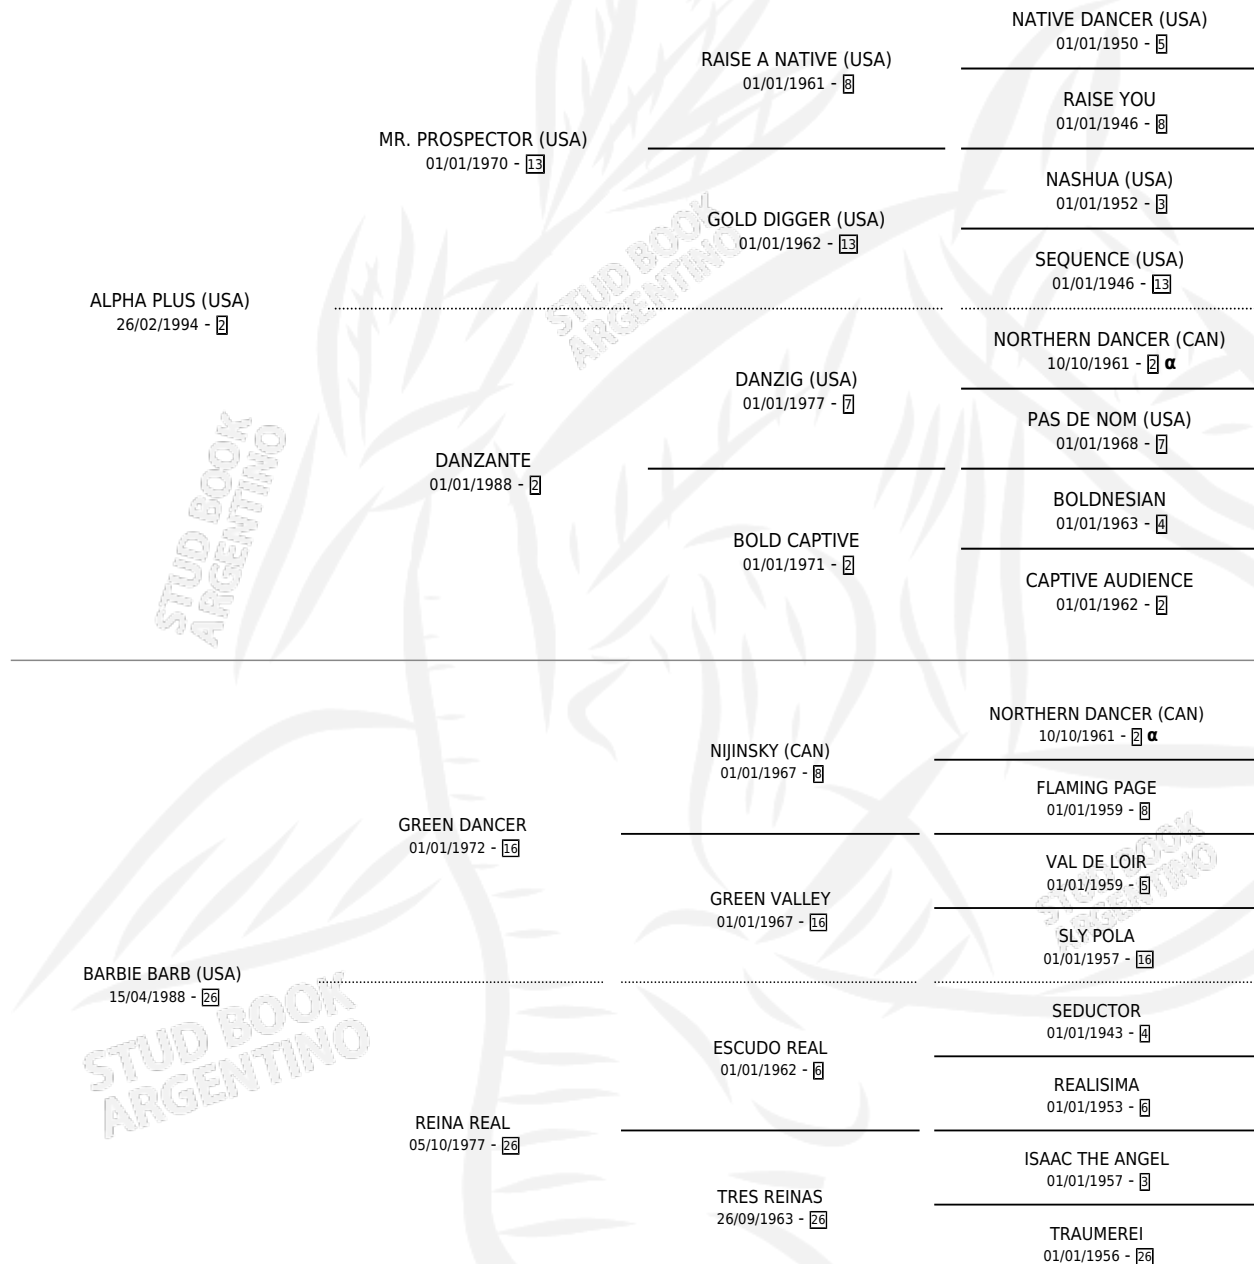 NATIVE DANCER (USA)
01/01/1950 - 5
RAISE A NATIVE (USA)
01/01/1961 - 8
RAISE YOU
01/01/1946 - 8
MR. PROSPECTOR (USA)
01/01/1970 - 13
NASHUA (USA)
01/01/1952 - 3
GOLD DIGGER (USA)
01/01/1962 - 13
SEQUENCE (USA)
01/01/1946 - 13
STUD BOOK
ARGENTINO
ALPHA PLUS (USA)
26/02/1994 - 2
NORTHERN DANCER (CAN)
10/10/1961 - 2 α
DANZIG (USA)
01/01/1977 - 7
PAS DE NOM (USA)
01/01/1968 - 7
DANZANTE
01/01/1988 - 2
BOLDNESIAN
01/01/1963 - 4
BOLD CAPTIVE
01/01/1971 - 2
CAPTIVE AUDIENCE
01/01/1962 - 2
STUD BOOK
ARGENTINO
NORTHERN DANCER (CAN)
10/10/1961 - 2 α
NIJINSKY (CAN)
01/01/1967 - 8
FLAMING PAGE
01/01/1959 - 8
GREEN DANCER
01/01/1972 - 16
VAL DE LOIR
01/01/1959 - 5
GREEN VALLEY
01/01/1967 - 16
SLY POLA
01/01/1957 - 16
STUD BOOK
ARGENTINO
BARBIE BARB (USA)
15/04/1988 - 26
SEDUCTOR
01/01/1943 - 4
ESCUDO REAL
01/01/1962 - 6
REALISIMA
01/01/1953 - 6
STUD BOOK
ARGENTINO
REINA REAL
05/10/1977 - 26
ISAAC THE ANGEL
01/01/1957 - 3
TRES REINAS
26/09/1963 - 26
TRAUMEREI
01/01/1956 - 26